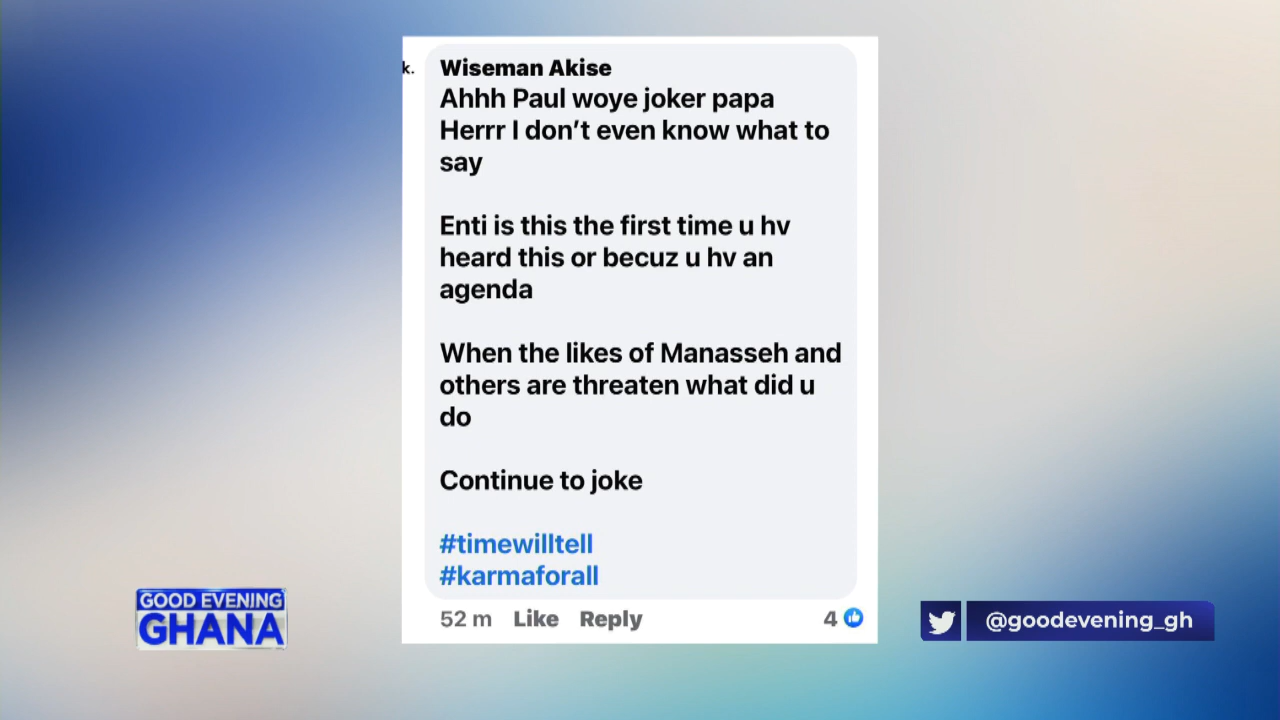 k.
Wiseman Akise
Ahhh Paul woye joker papa
Herrr I don’t even know what to
say
Enti is this the first time u hv
heard this or becuz u hv an
agenda
When the likes of Manasseh and
others are threaten what did u
do
Continue to joke
#timewilltell
#karmaforall
52 m Like Reply 4
GOOD EVENING
GHANA
@goodevening_gh